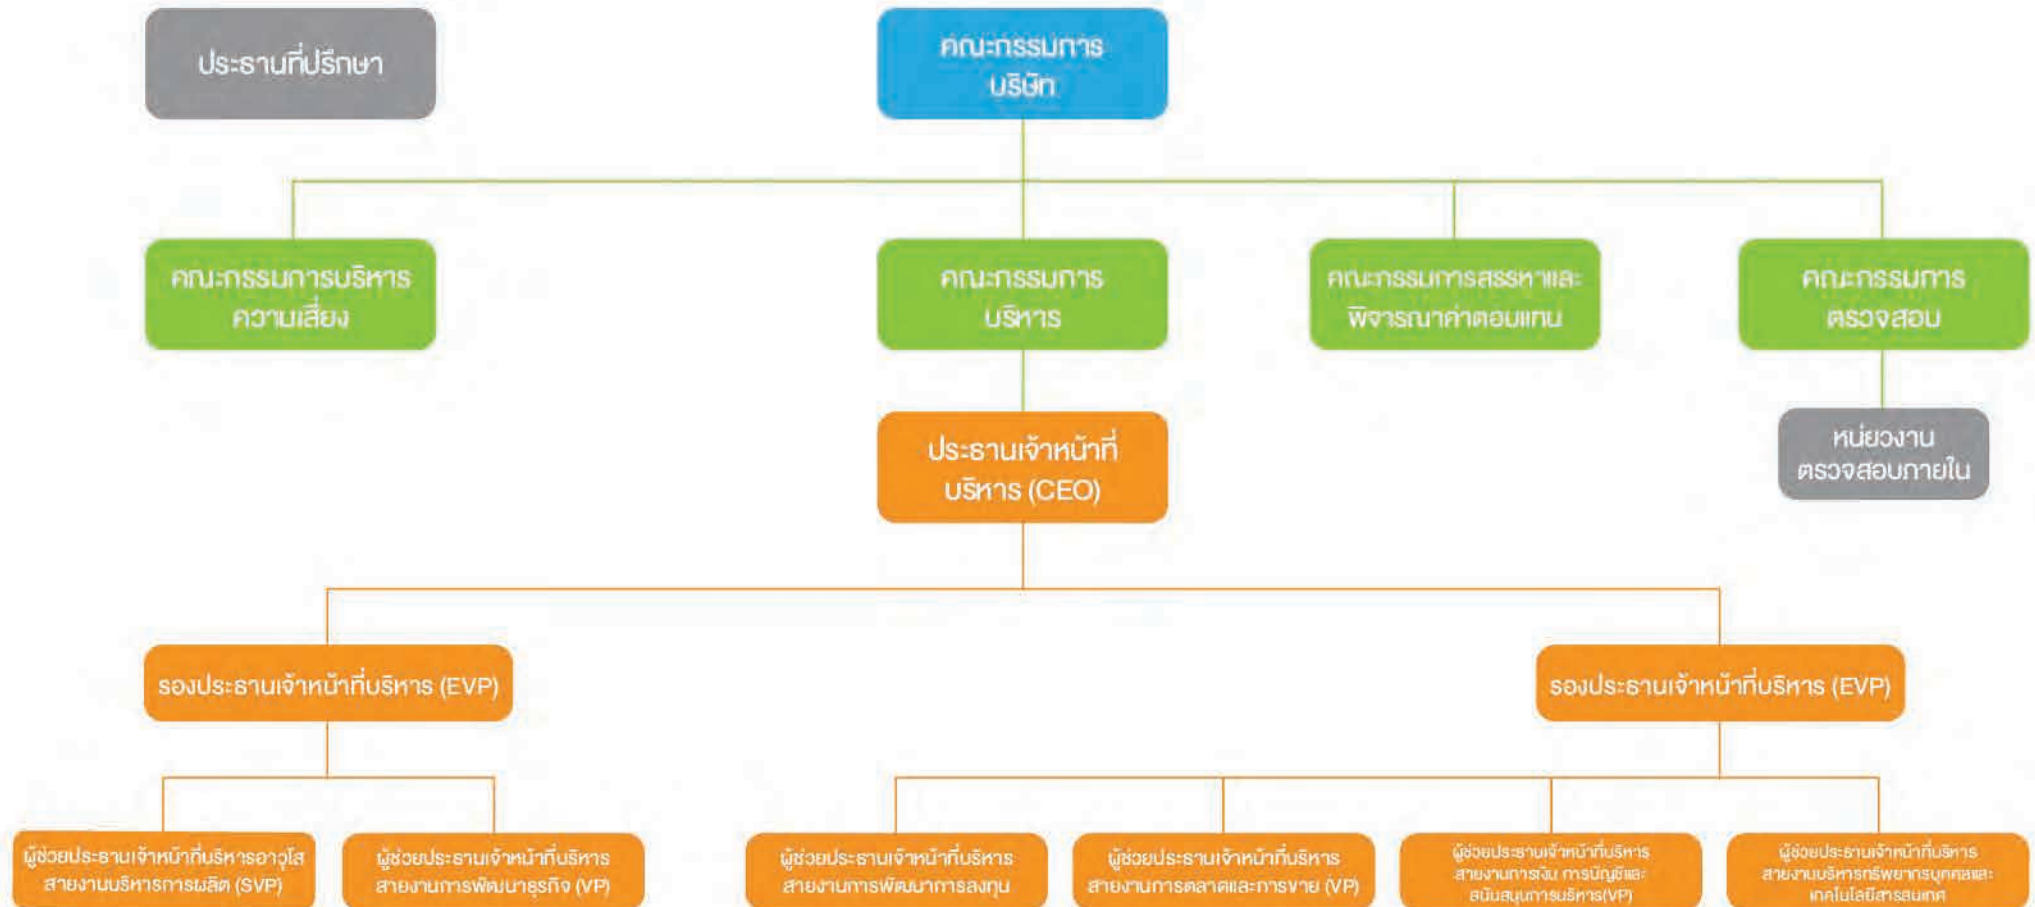 ประธานที่ปรึกษา
คณะกรรมการ
บริษัท
คณะกรรมการบริหาร
ความเสี่ยง
คณะกรรมการ
บริหาร
คณะกรรมการสรรหาและ
พิจารณาค่าตอบแทน
คณะกรรมการ
ตรวจสอบ
ประธานเจ้าหน้าที่
บริหาร (CEO)
หน่วยงาน
ตรวจสอบภายใน
รองประธานเจ้าหน้าที่บริหาร (EVP)
รองประธานเจ้าหน้าที่บริหาร (EVP)
ผู้ช่วยประธานเจ้าหน้าที่บริหารอาวุโส
สายงานบริหารการผลิต (SVP)
ผู้ช่วยประธานเจ้าหน้าที่บริหาร
สายงานการพัฒนาธุรกิจ (VP)
ผู้ช่วยประธานเจ้าหน้าที่บริหาร
สายงานการพัฒนาการลงทุน
ผู้ช่วยประธานเจ้าหน้าที่บริหาร
สายงานการตลาดและการขาย (VP)
ผู้ช่วยประธานเจ้าหน้าที่บริหาร
สายงานการเงิน การบัญชีและ
สนับสนุนการบริหาร(VP)
ผู้ช่วยประธานเจ้าหน้าที่บริหาร
สายงานบริหารทรัพยากรบุคคลและ
เทคโนโลยีสารสนเทศ